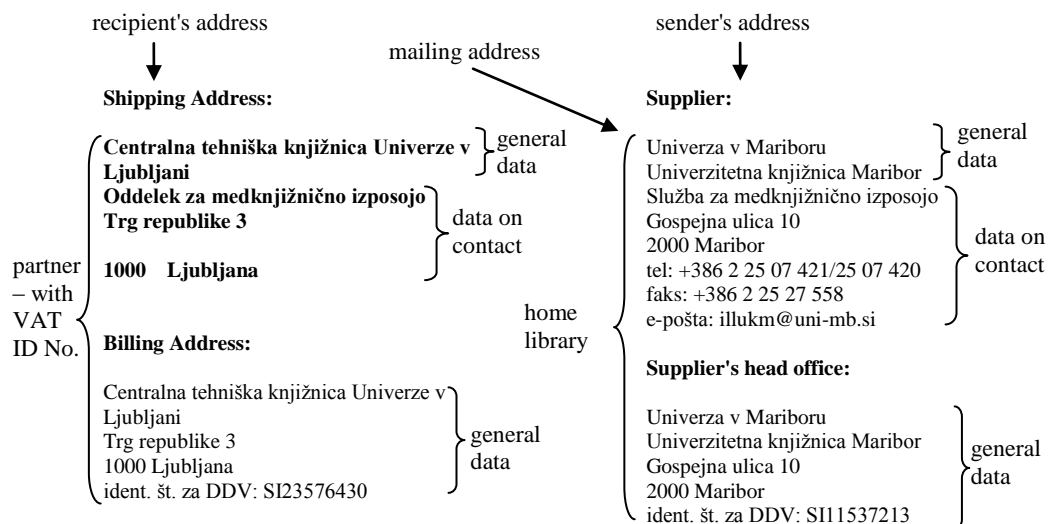 recipient's address
sender's address
mailing address
Shipping Address:
Centralna tehniška knjižnica Univerze v
Ljubljani
Oddelek za medknjižnično izposojo
Trg republike 3
1000 Ljubljana
general
data
data on
contact
partner
– with
VAT
ID No.
Billing Address:
Centralna tehniška knjižnica Univerze v
Ljubljani
Trg republike 3
1000 Ljubljana
ident. št. za DDV: SI23576430
general
data
Supplier:
Univerza v Mariboru
Univerzitetna knjižnica Maribor
Služba za medknjižnično izposojo
Gospejna ulica 10
2000 Maribor
tel: +386 2 25 07 421/25 07 420
faks: +386 2 25 27 558
e-pošta: illukm@uni-mb.si
general
data
data on
contact
home
library
Supplier's head office:
Univerza v Mariboru
Univerzitetna knjižnica Maribor
Gospejna ulica 10
2000 Maribor
ident. št. za DDV: SI11537213
general
data